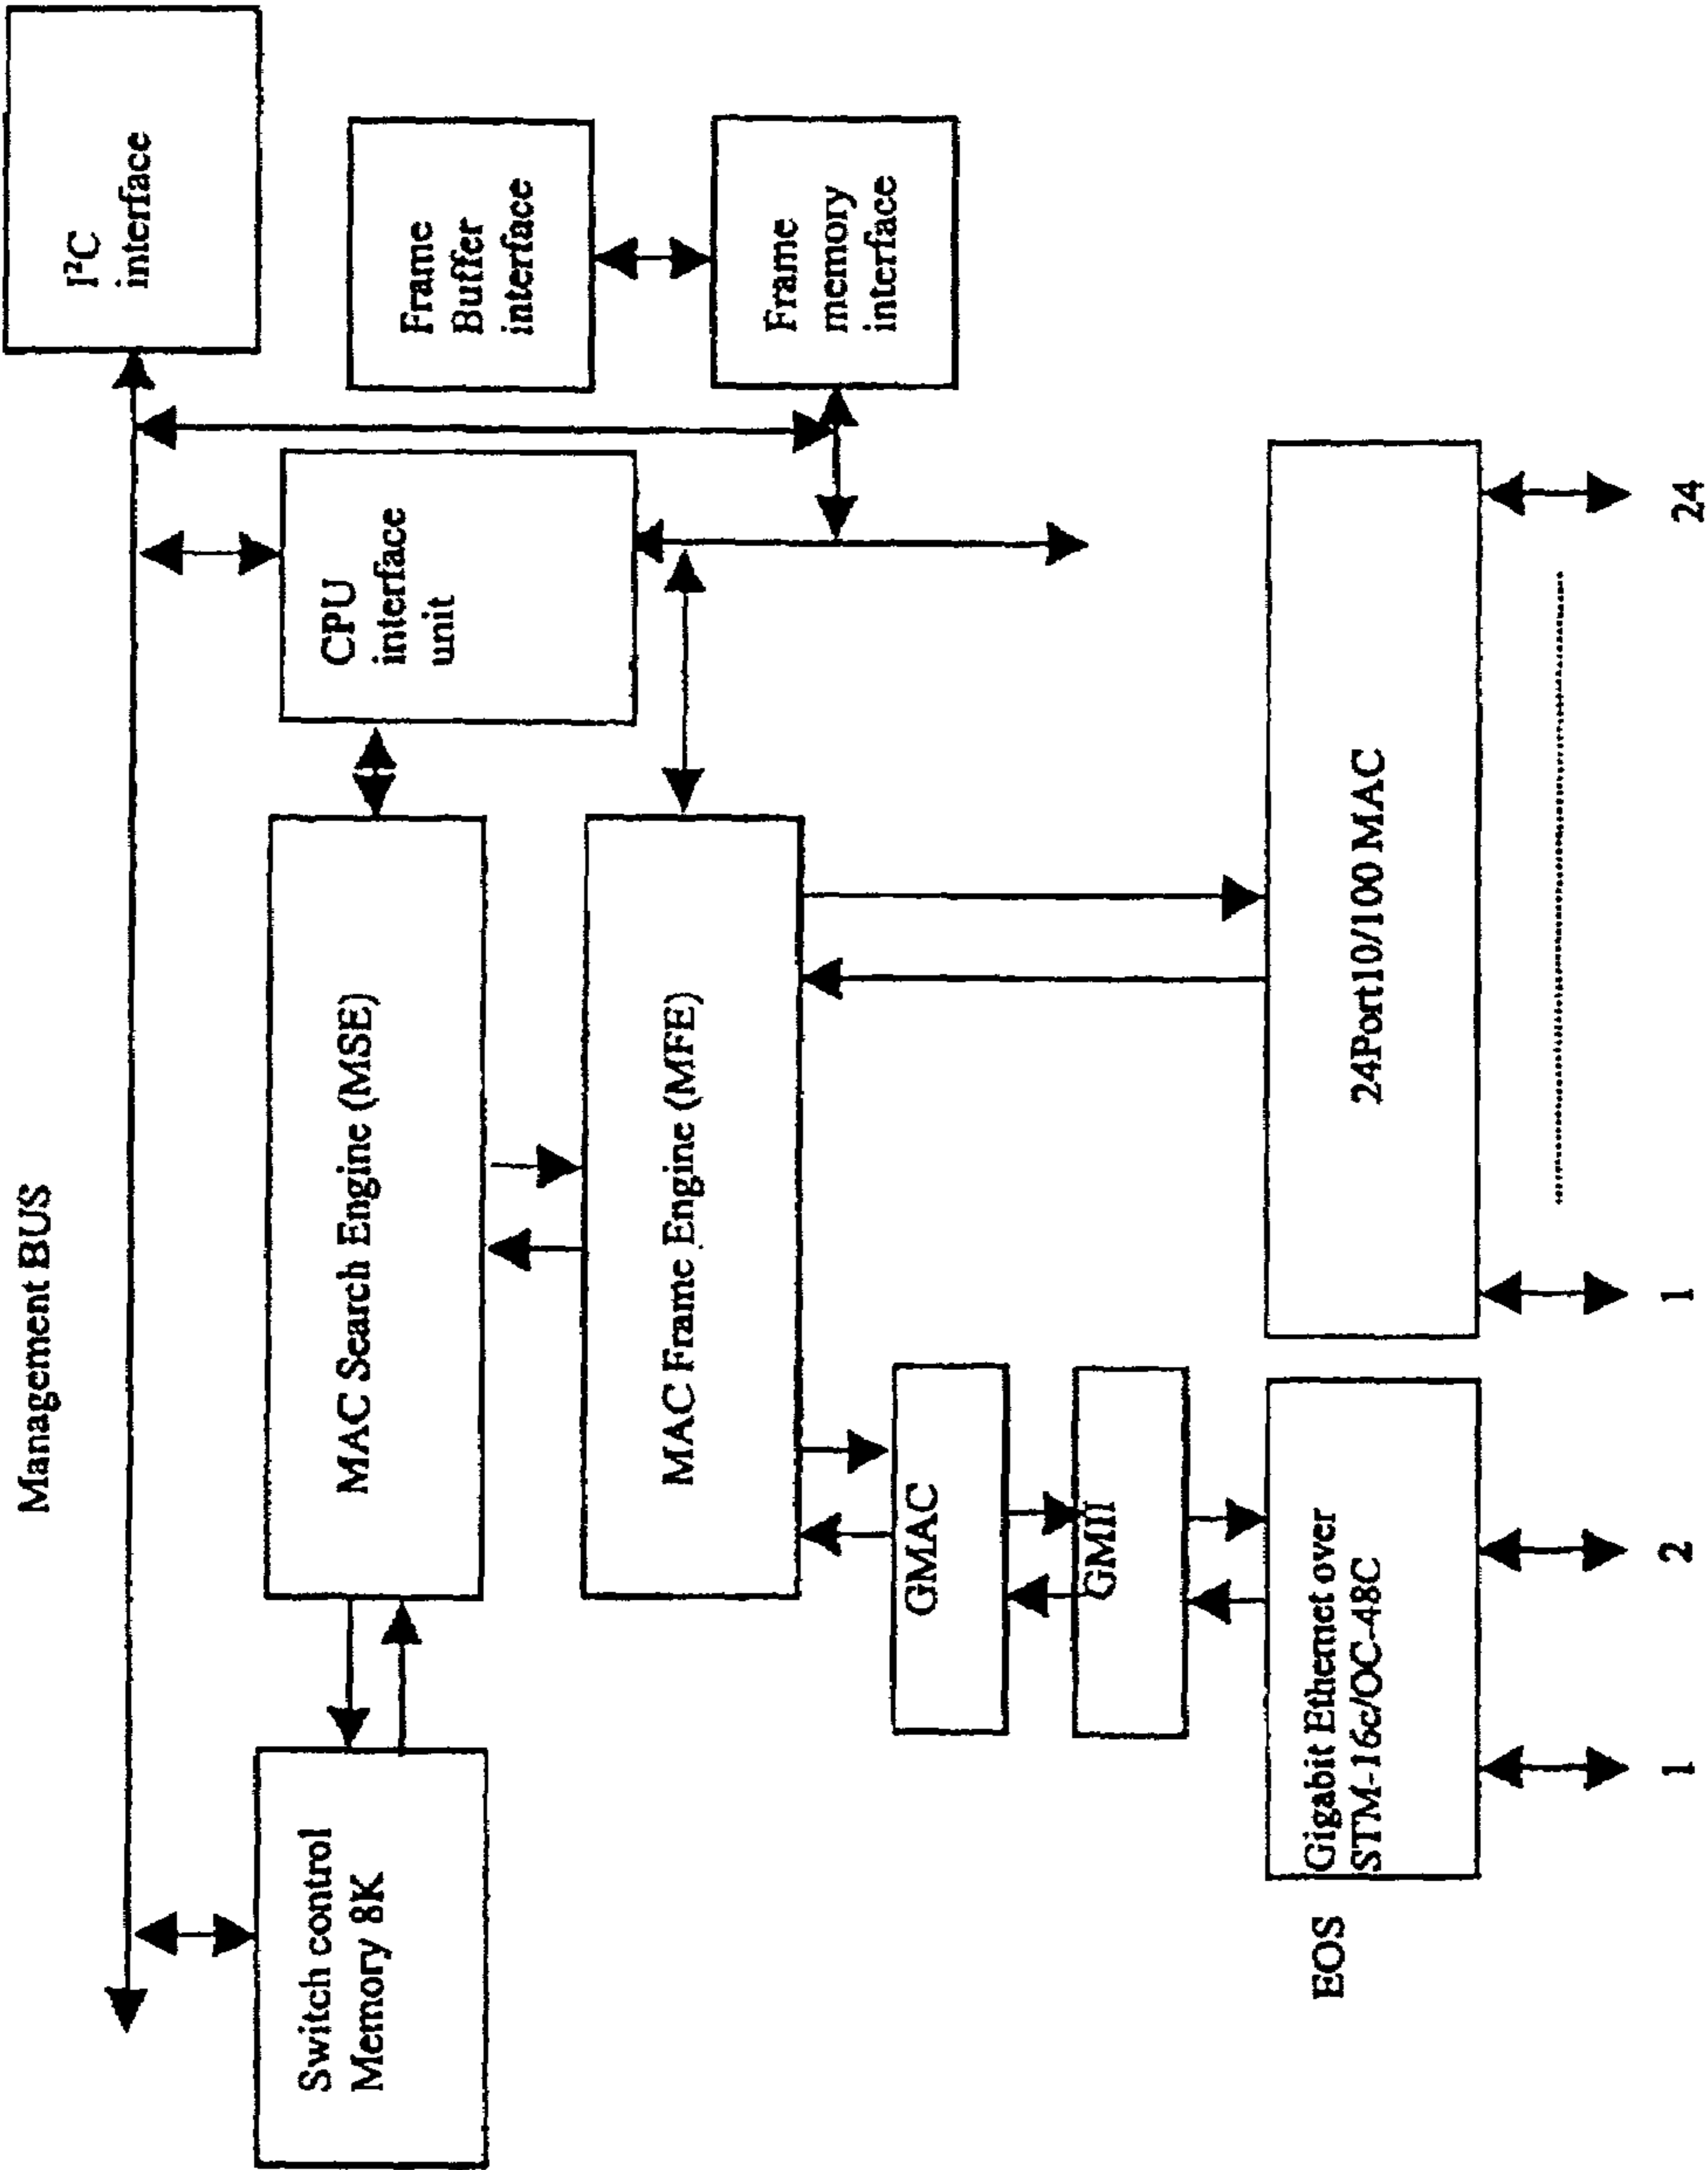 Management BUS
I²C
interface
Switch control
Memory 8K
MAC Search Engine (MSE)
CPU
interface
unit
Frame
Buffer
interface
MAC Frame Engine (MFE)
Frame
memory
interface
GMAC
GMII
EOS
Gigabit Ethernet over
STM-16c/OC-48C
24Port10/100 MAC
1
2
1
24